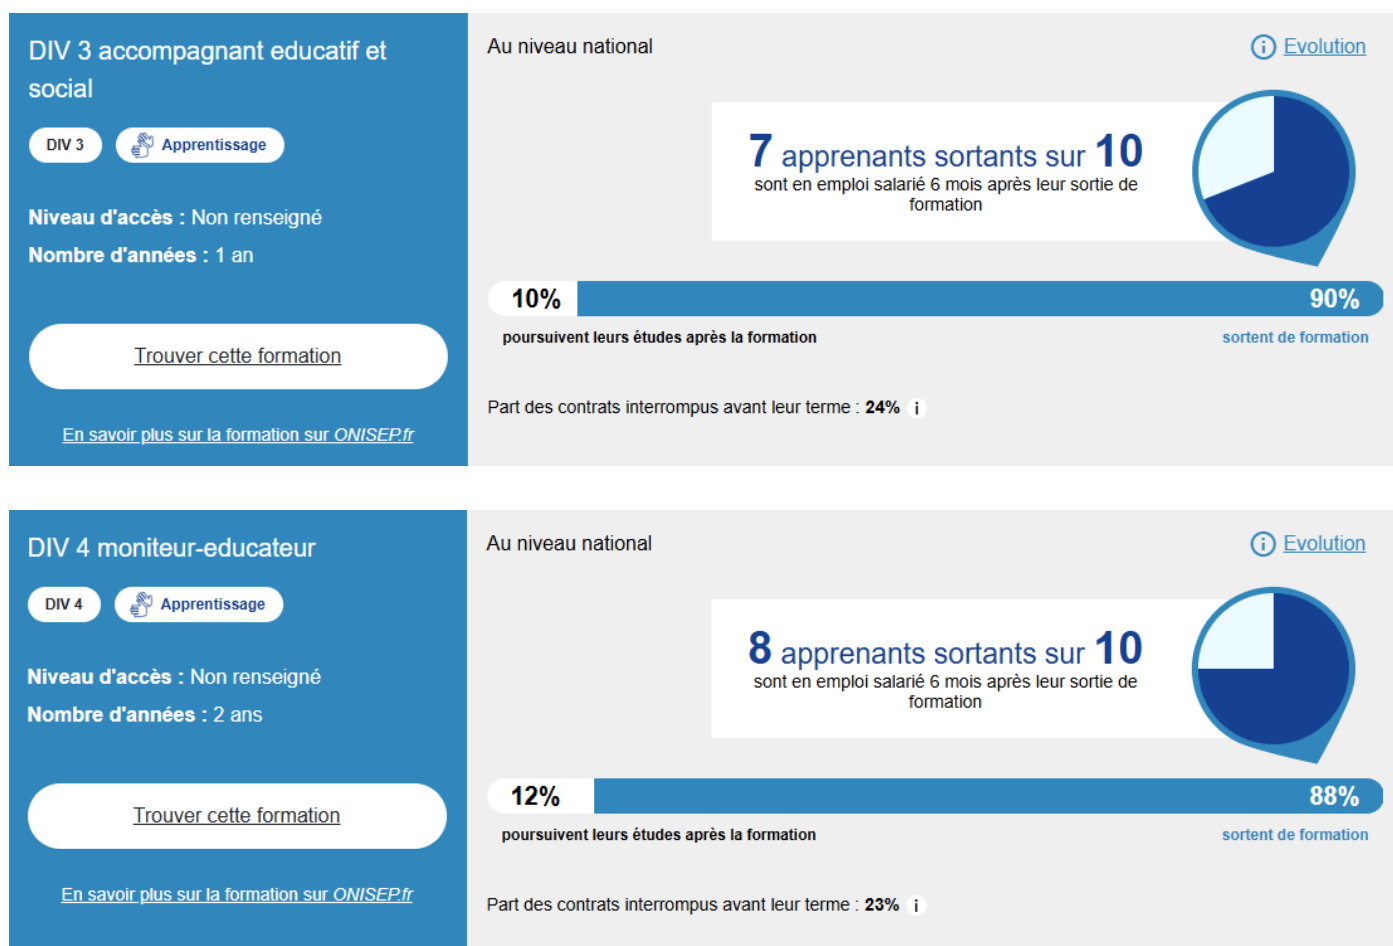 DIV 3 accompagnant educatif et
social
DIV 3
Apprentissage
Niveau d'accès : Non renseigné
Nombre d'années : 1 an
Trouver cette formation
En savoir plus sur la formation sur ONISEP.fr
Au niveau national
Evolution
7 apprenants sortants sur 10
sont en emploi salarié 6 mois après leur sortie de
formation
10%
90%
poursuivent leurs études après la formation
sortent de formation
Part des contrats interrompus avant leur terme : 24% i
DIV 4 moniteur-educateur
DIV 4
Apprentissage
Niveau d'accès : Non renseigné
Nombre d'années : 2 ans
Trouver cette formation
En savoir plus sur la formation sur ONISEP.fr
Au niveau national
Evolution
8 apprenants sortants sur 10
sont en emploi salarié 6 mois après leur sortie de
formation
12%
88%
poursuivent leurs études après la formation
sortent de formation
Part des contrats interrompus avant leur terme : 23% i